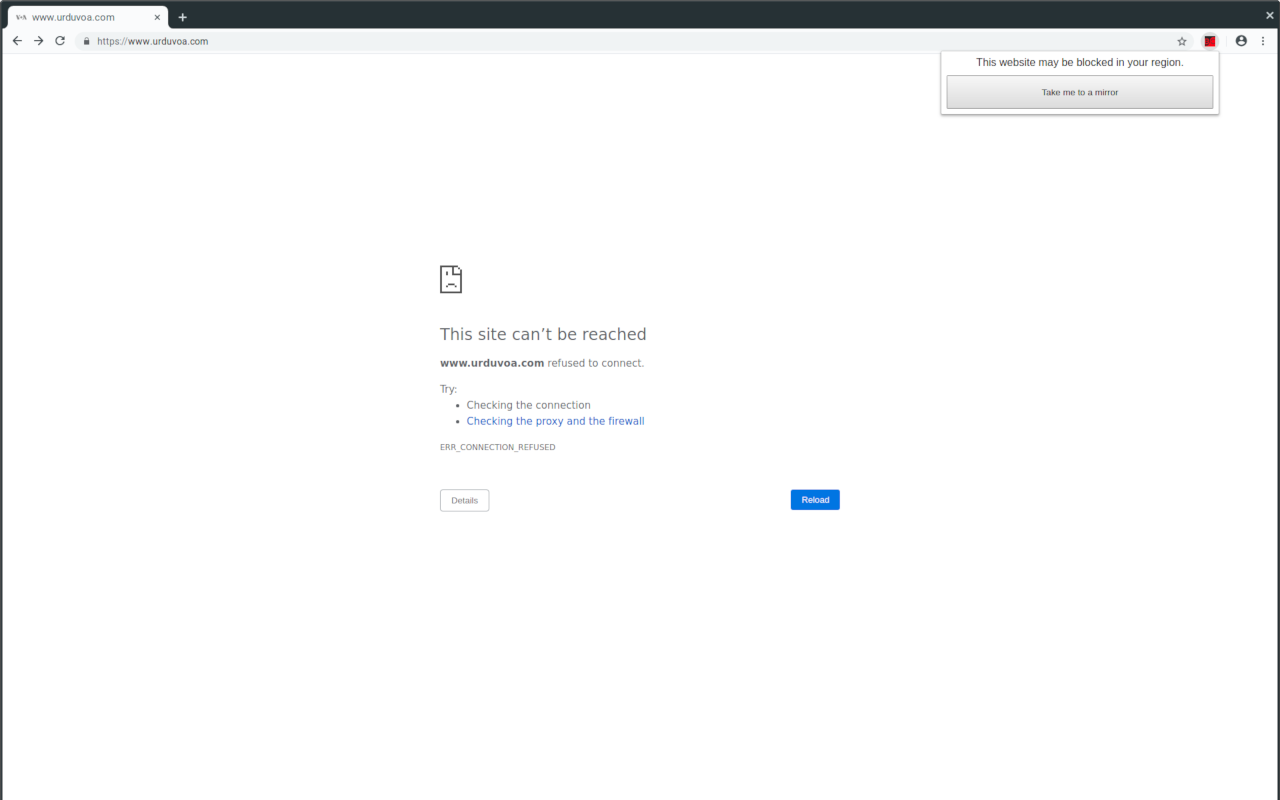 VOA www.urduvoa.com
https://www.urduvoa.com
This website may be blocked in your region.
Take me to a mirror
This site can’t be reached
www.urduvoa.com refused to connect.
Try:
• Checking the connection
• Checking the proxy and the firewall
ERR_CONNECTION_REFUSED
Details
Reload